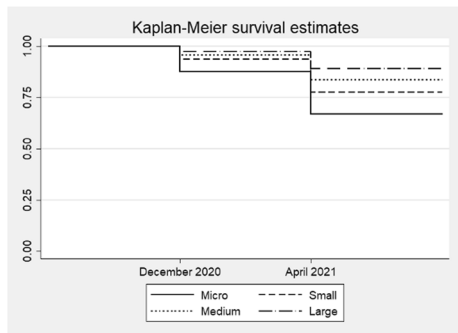 Kaplan-Meier survival estimates
1.00
0.75
0.50
0.25
0.00
December 2020 April 2021
Micro Small
Medium Large